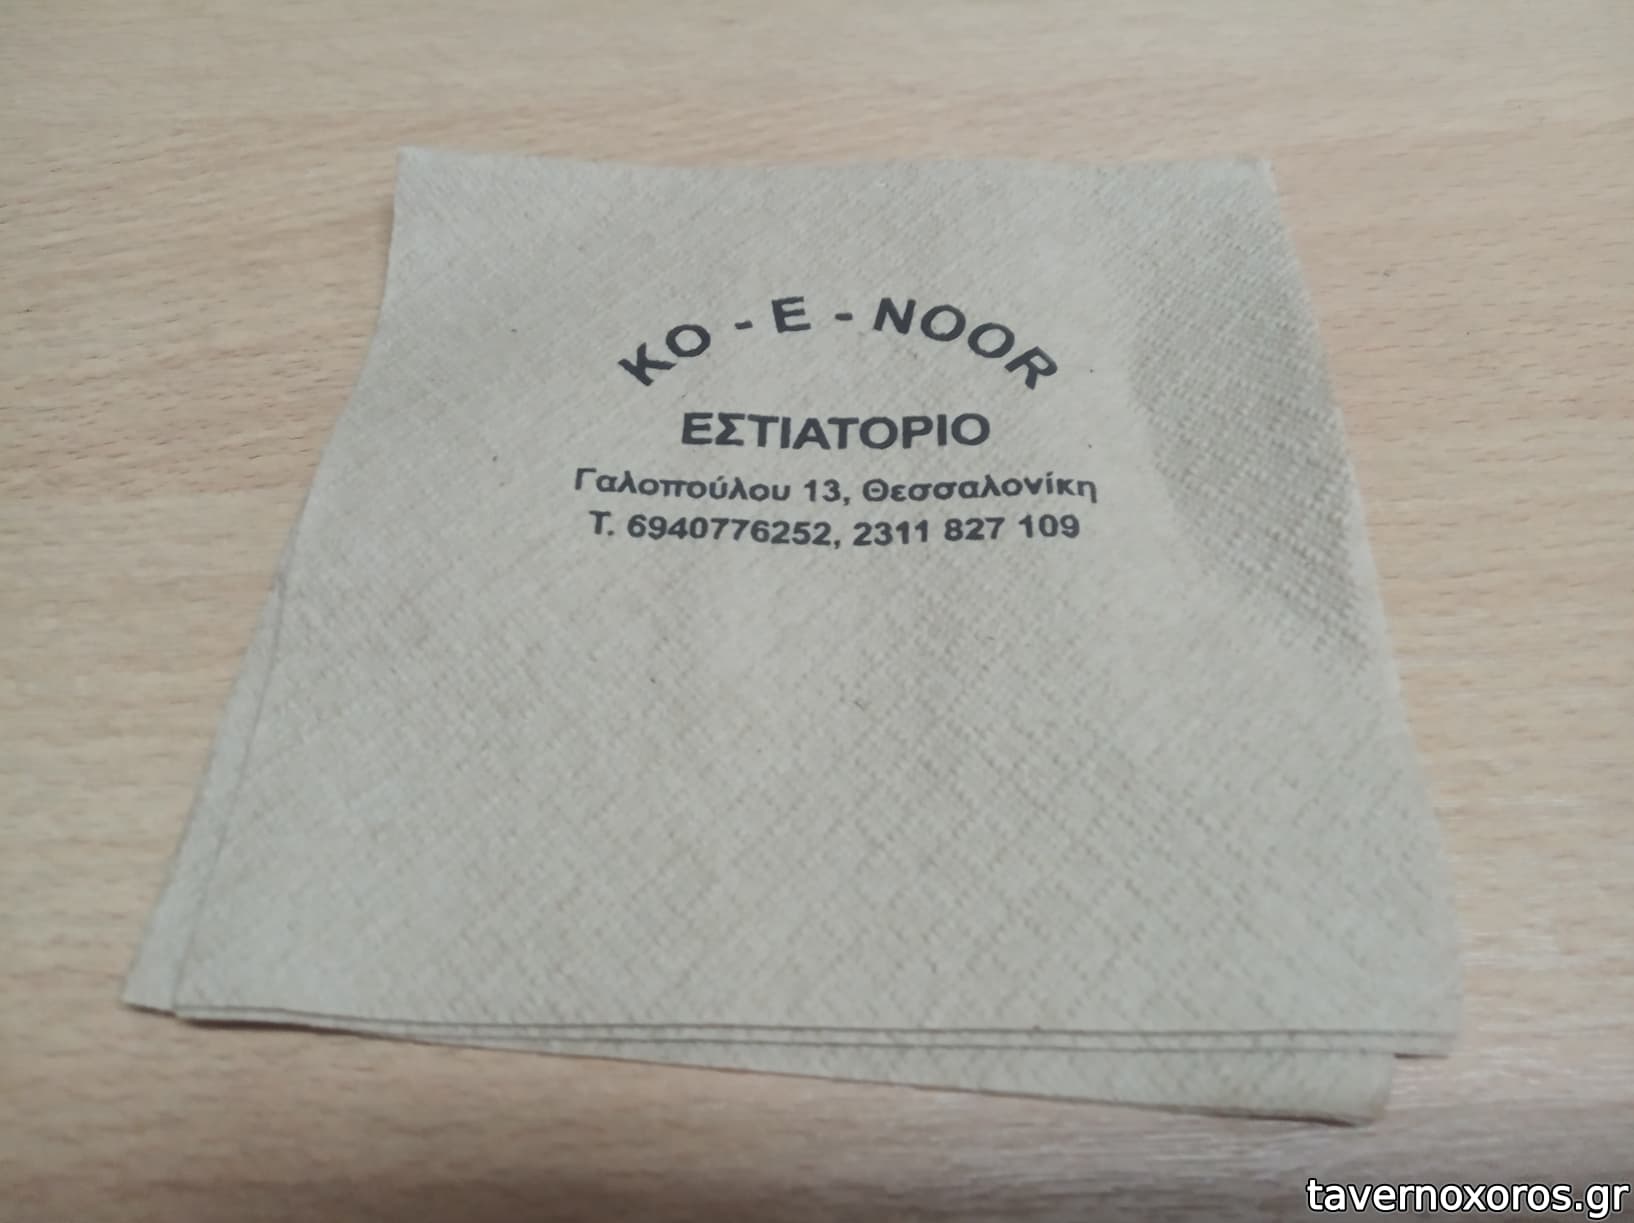 KO - E - NOOR
ΕΣΤΙΑΤΟΡΙΟ
Γαλοπούλου 13, Θεσσαλονίκη
Τ. 6940776252, 2311 827 109
tavernoxoros.gr